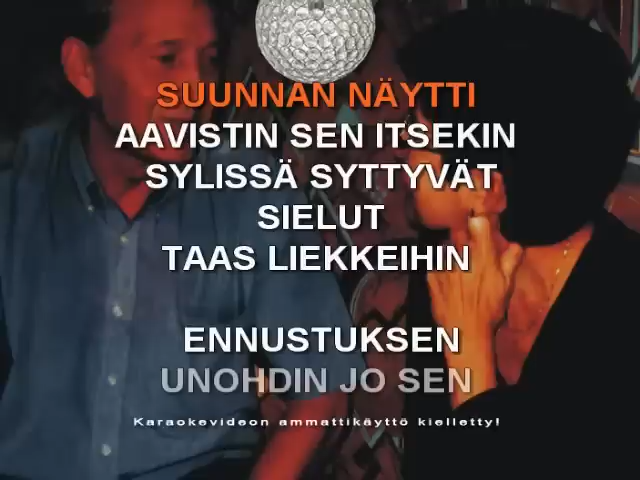 SUUNNAN NÄYTTI
AAVISTIN SEN ITSEKIN
SYLISSÄ SYTTYVÄT
SIELUT
TAAS LIEKKEIHIN
ENNUSTUKSEN
UNOHDIN JO SEN
Karaokevideon ammattikäyttö kielletty!